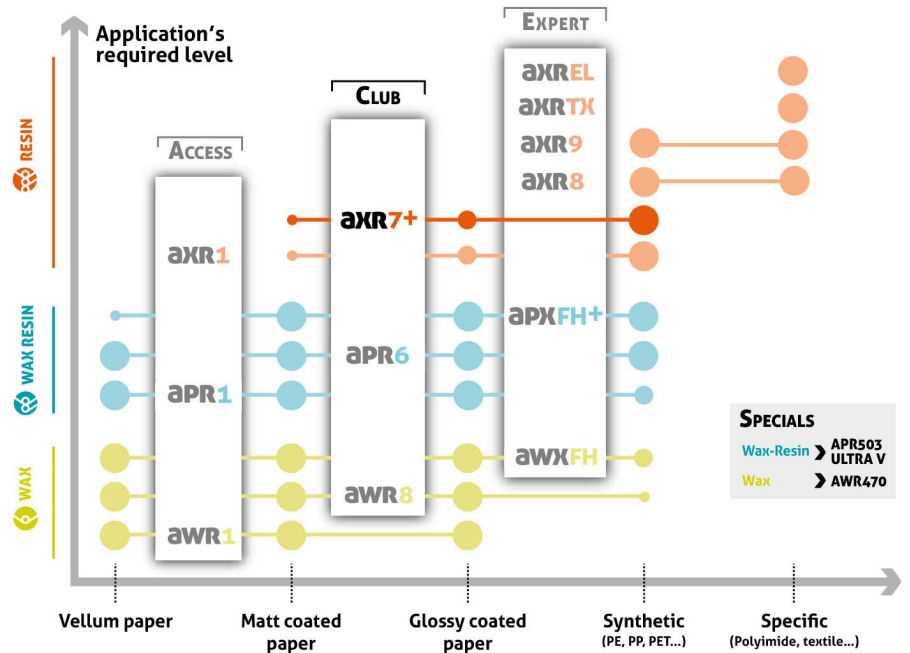 Application's
required level
EXPERT
CLUB
ACCESS
RESIN
WAX RESIN
WAX
axrEL
axrTX
axr9
axr8
axr7+
axr1
apxFH+
apr6
apr1
awxFH
awr8
awr1
SPECIALS
Wax-Resin APR503
ULTRA V
Wax AWR470
Vellum paper
Matt coated
paper
Glossy coated
paper
Synthetic
(PE, PP, PET...)
Specific
(Polyimide, textile...)